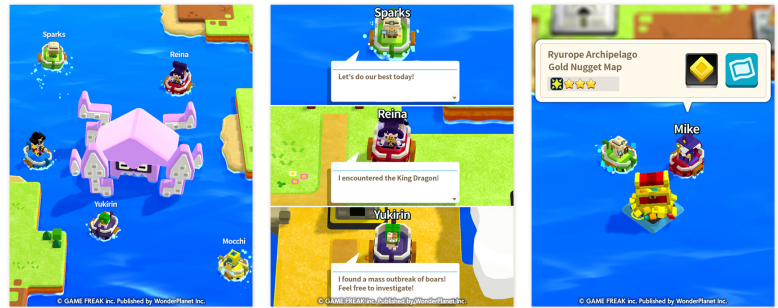 Sparks
Reina
Yukirin
Mocchi
© GAME FREAK inc. Published by WonderPlanet Inc.
Sparks
Let's do our best today!
Reina
I encountered the King Dragon!
Yukirin
I found a mass outbreak of boars!
Feel free to investigate!
© GAME FREAK inc. Published by WonderPlanet Inc.
Ryurope Archipelago
Gold Nugget Map
Mike
© GAME FREAK inc. Published by WonderPlanet Inc.